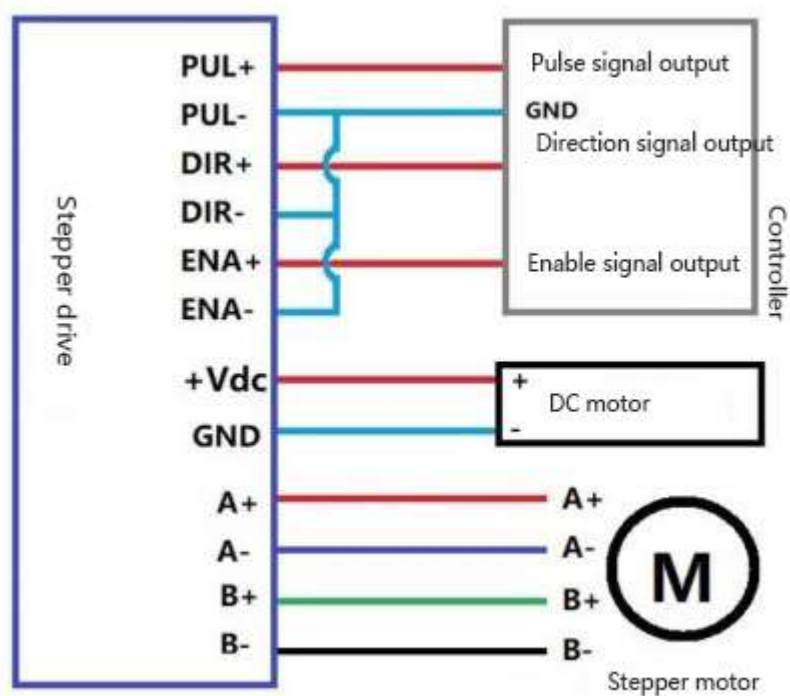 PUL+
Pulse signal output
PUL-
GND
Direction signal output
DIR+
DIR-
ENA+
Enable signal output
ENA-
Stepper drive
Controller
+Vdc
+
DC motor
GND
-
A+
A+
A-
A-
B+
B+
B-
B-
M
Stepper motor